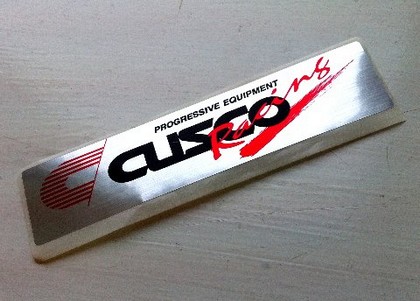 PROGRESSIVE EQUIPMENT
CUSCO
Racing